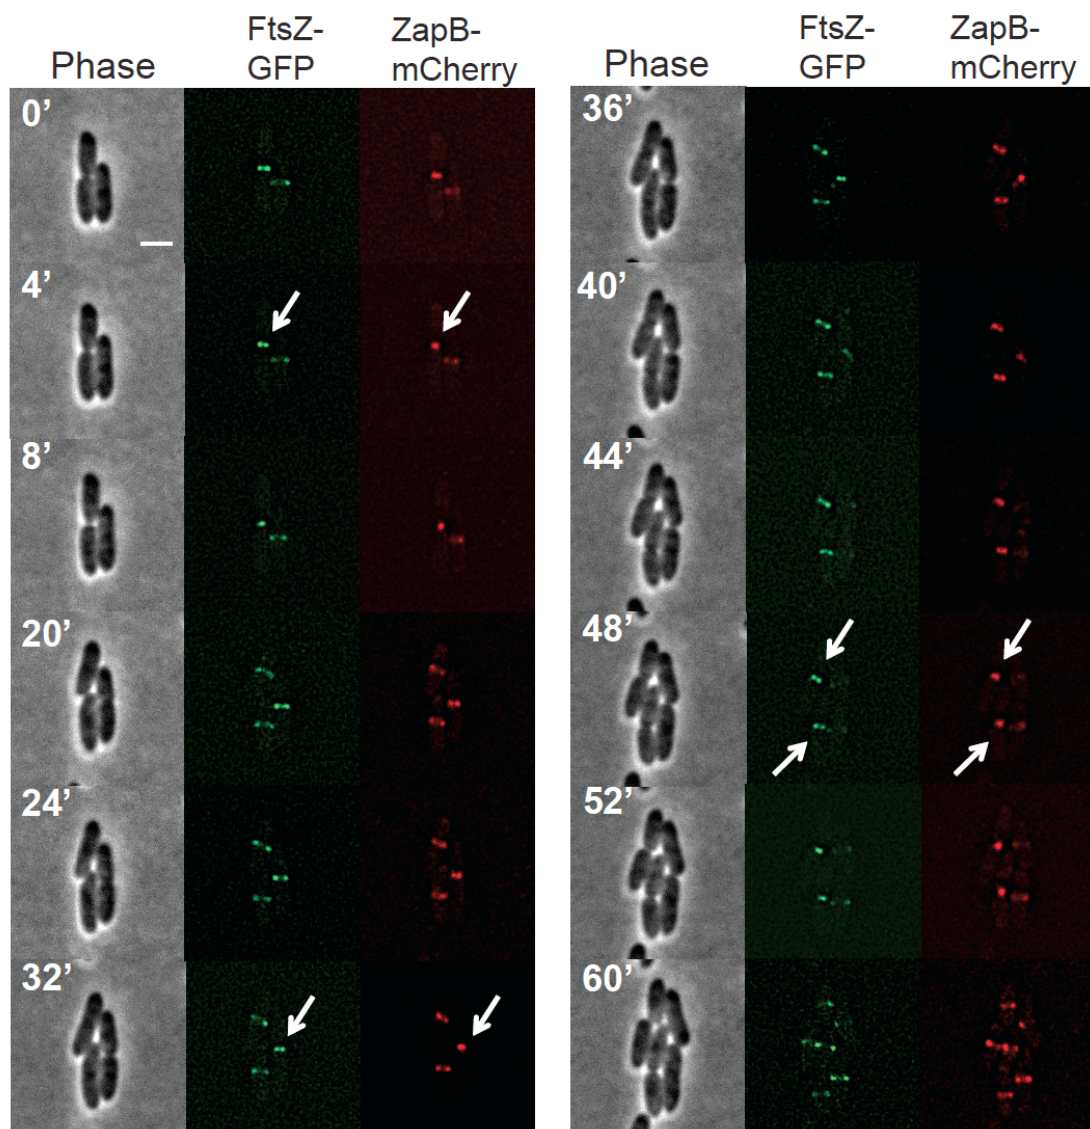 Phase
FtsZ-
GFP
ZapB-
mCherry
0’
4’
8’
20’
24’
32’
Phase
FtsZ-
GFP
ZapB-
mCherry
36’
40’
44’
48’
52’
60’